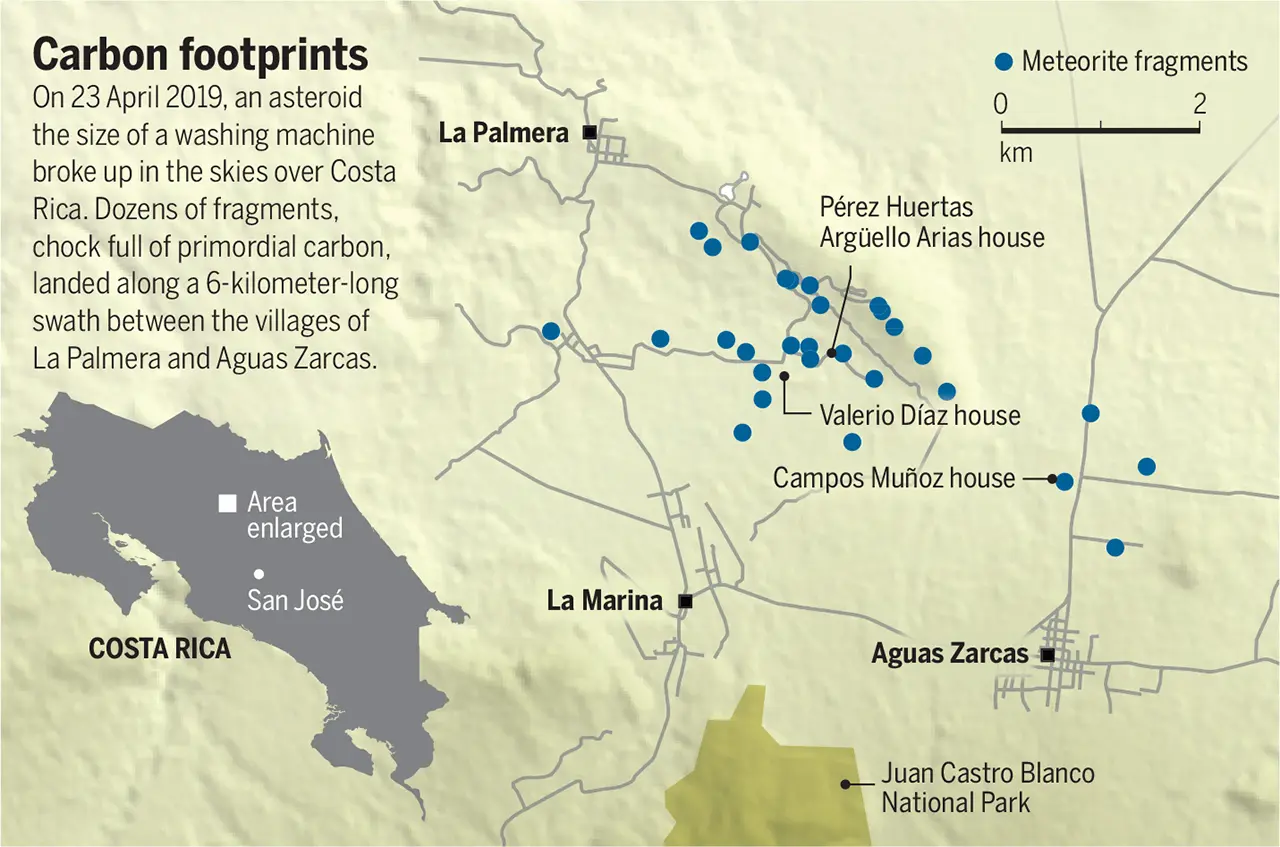 Carbon footprints
On 23 April 2019, an asteroid
the size of a washing machine
broke up in the skies over Costa
Rica. Dozens of fragments,
chock full of primordial carbon,
landed along a 6-kilometer-long
swath between the villages of
La Palmera and Aguas Zarcas.
Meteorite fragments
0 2
km
La Palmera
Pérez Huertas
Argüello Arias house
Valerio Díaz house
Campos Muñoz house
La Marina
Aguas Zarcas
Juan Castro Blanco
National Park
Area
enlarged
San José
COSTA RICA